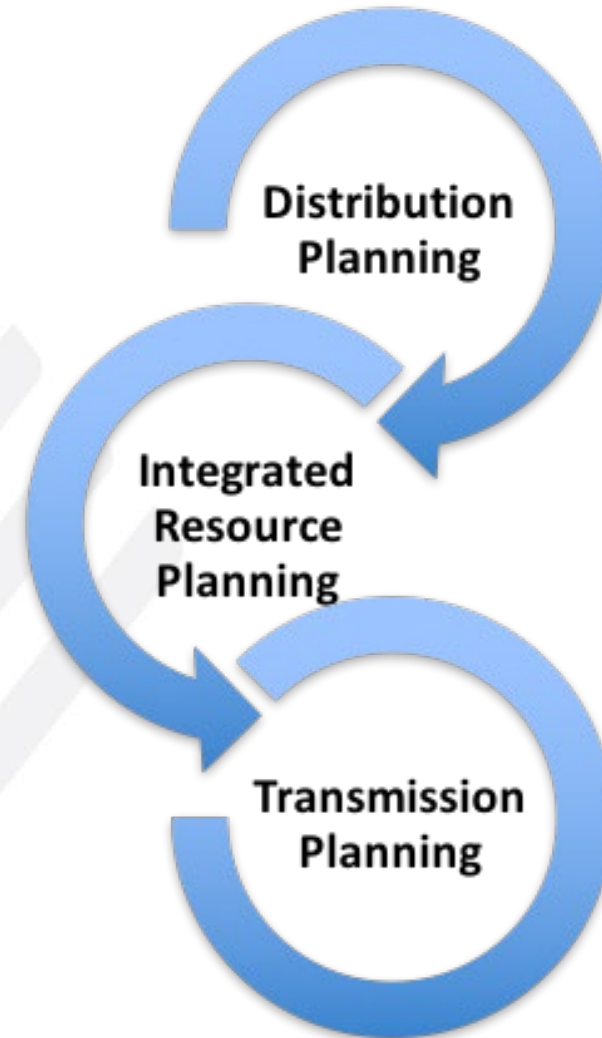 Distribution
Planning
Integrated
Resource
Planning
Transmission
Planning